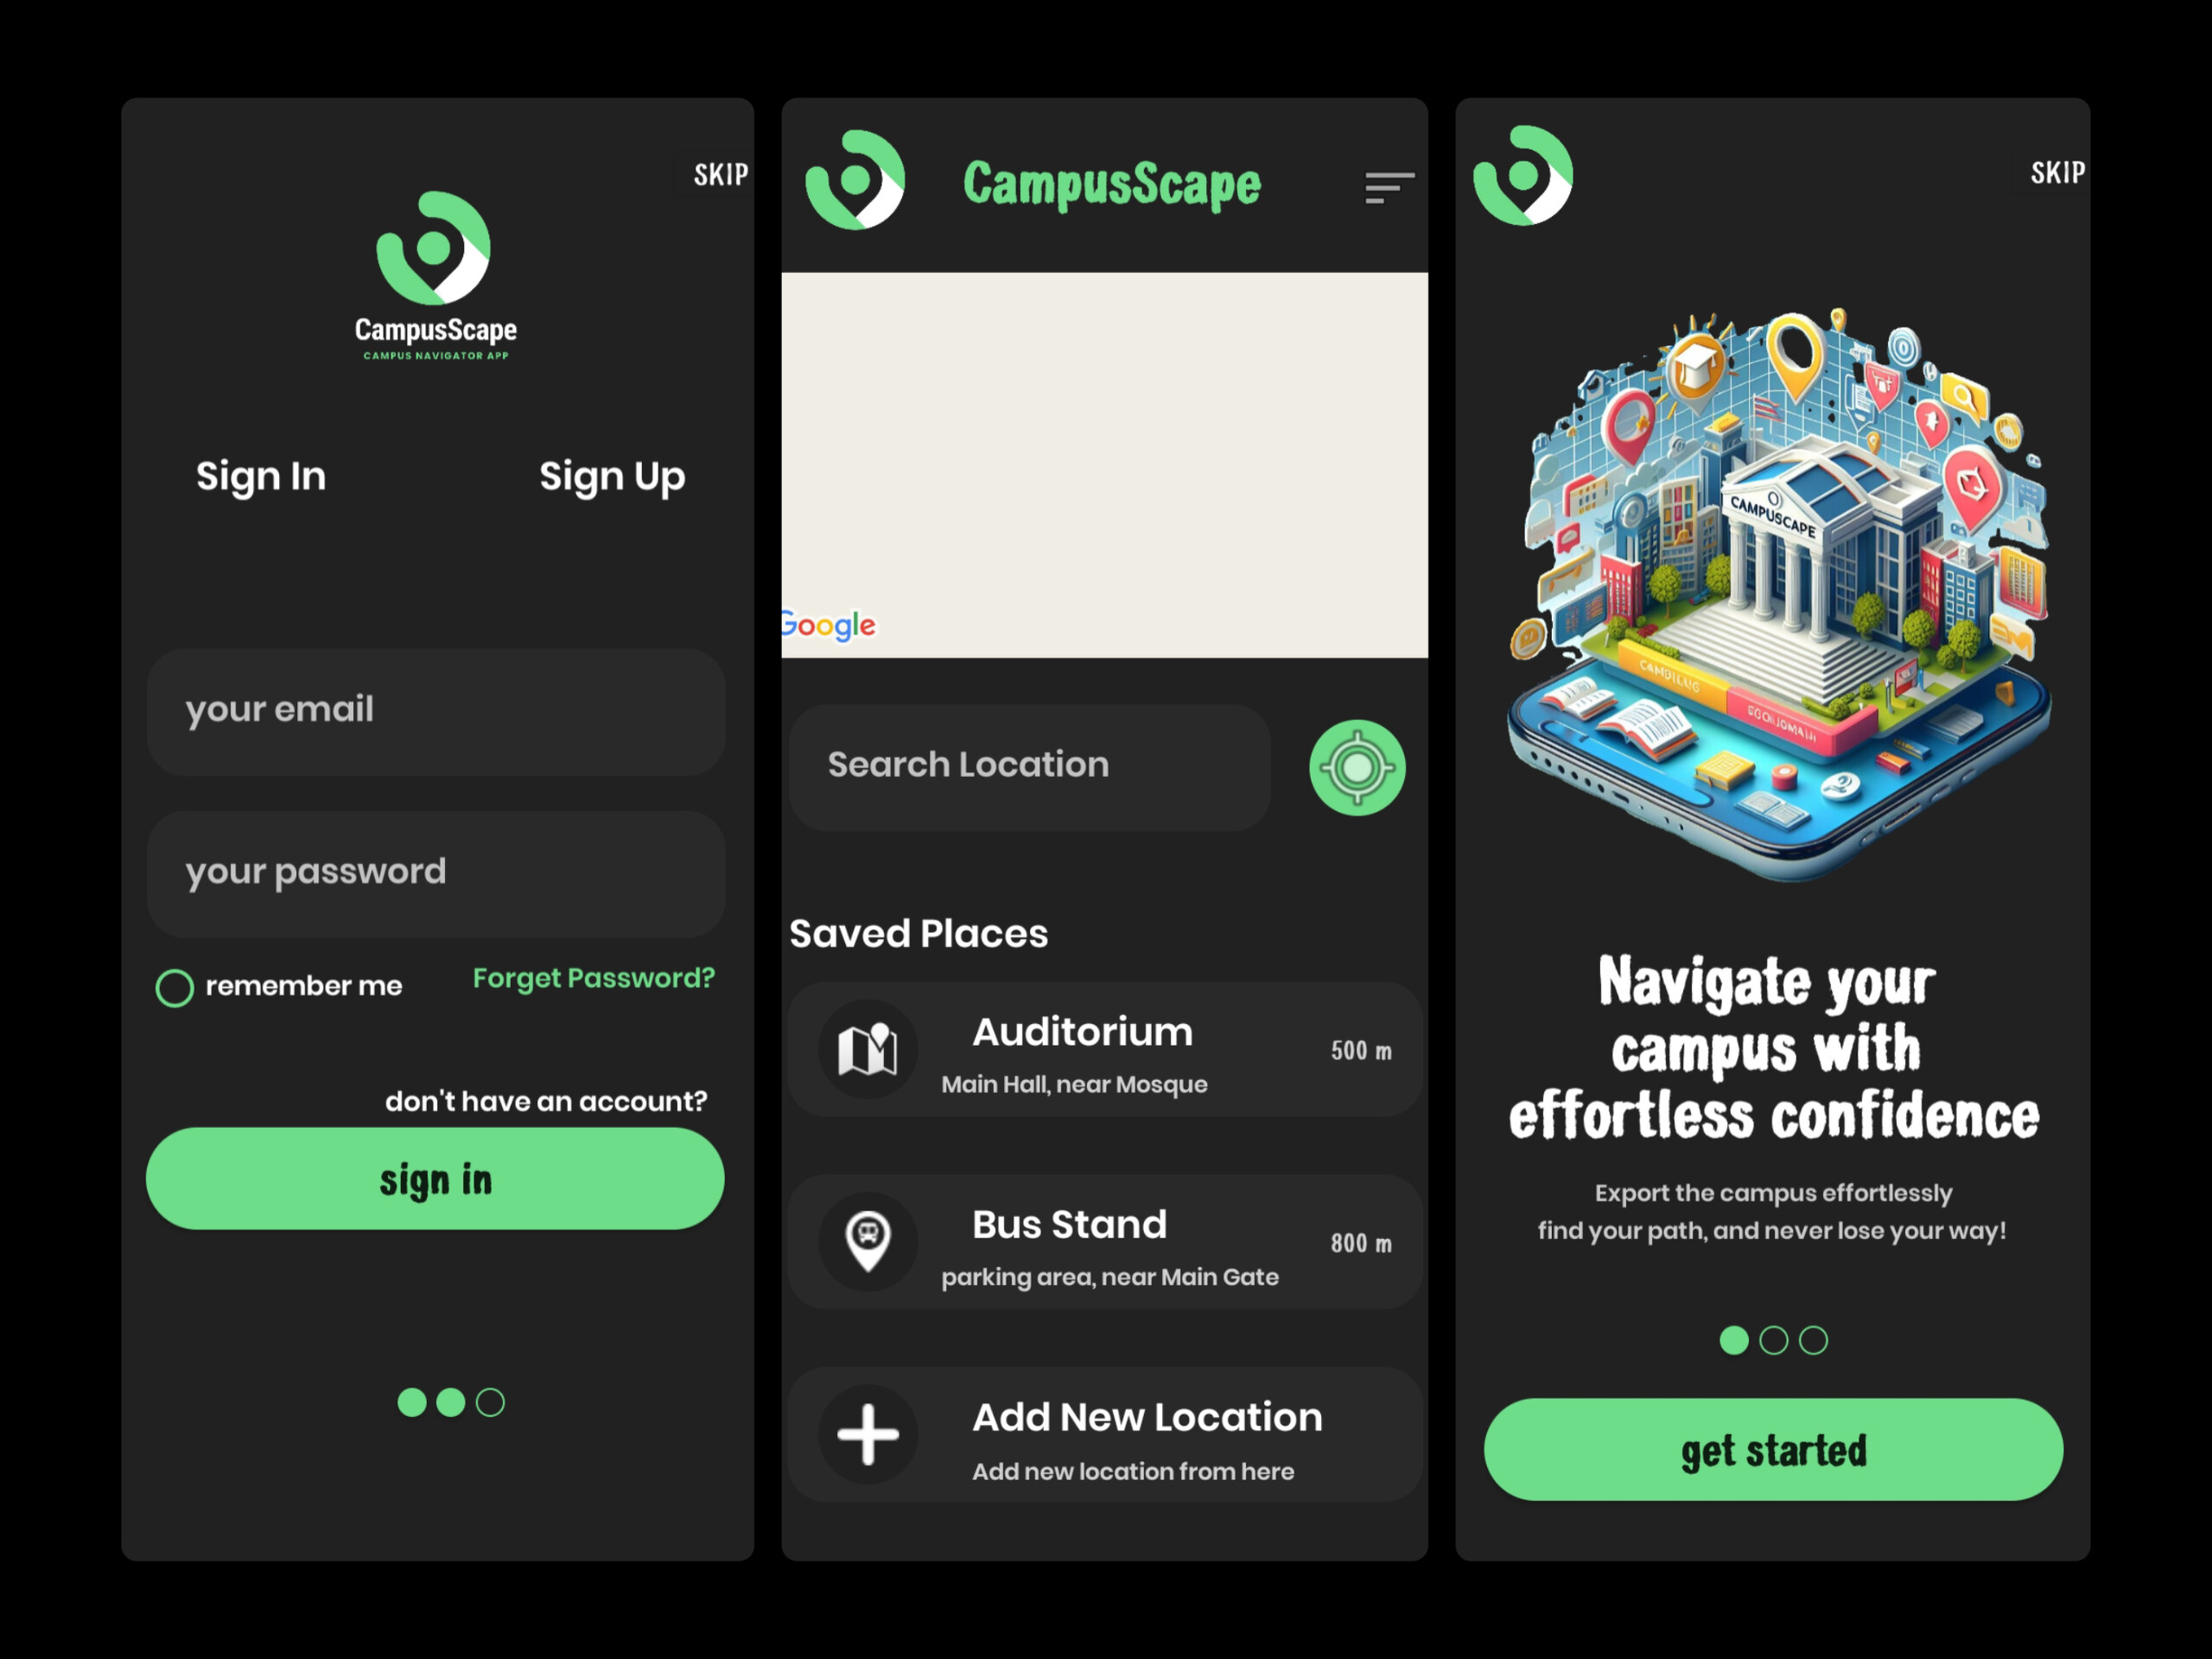 SKIP
CampusScape
CAMPUS NAVIGATOR APP
Sign In
Sign Up
your email
your password
remember me
Forget Password?
don't have an account?
sign in
CampusScape
Google
Search Location
Saved Places
Auditorium
Main Hall, near Mosque
500 m
Bus Stand
parking area, near Main Gate
800 m
Add New Location
Add new location from here
SKIP
CAMPUSCAPE
Navigate your
campus with
effortless confidence
Export the campus effortlessly
find your path, and never lose your way!
get started